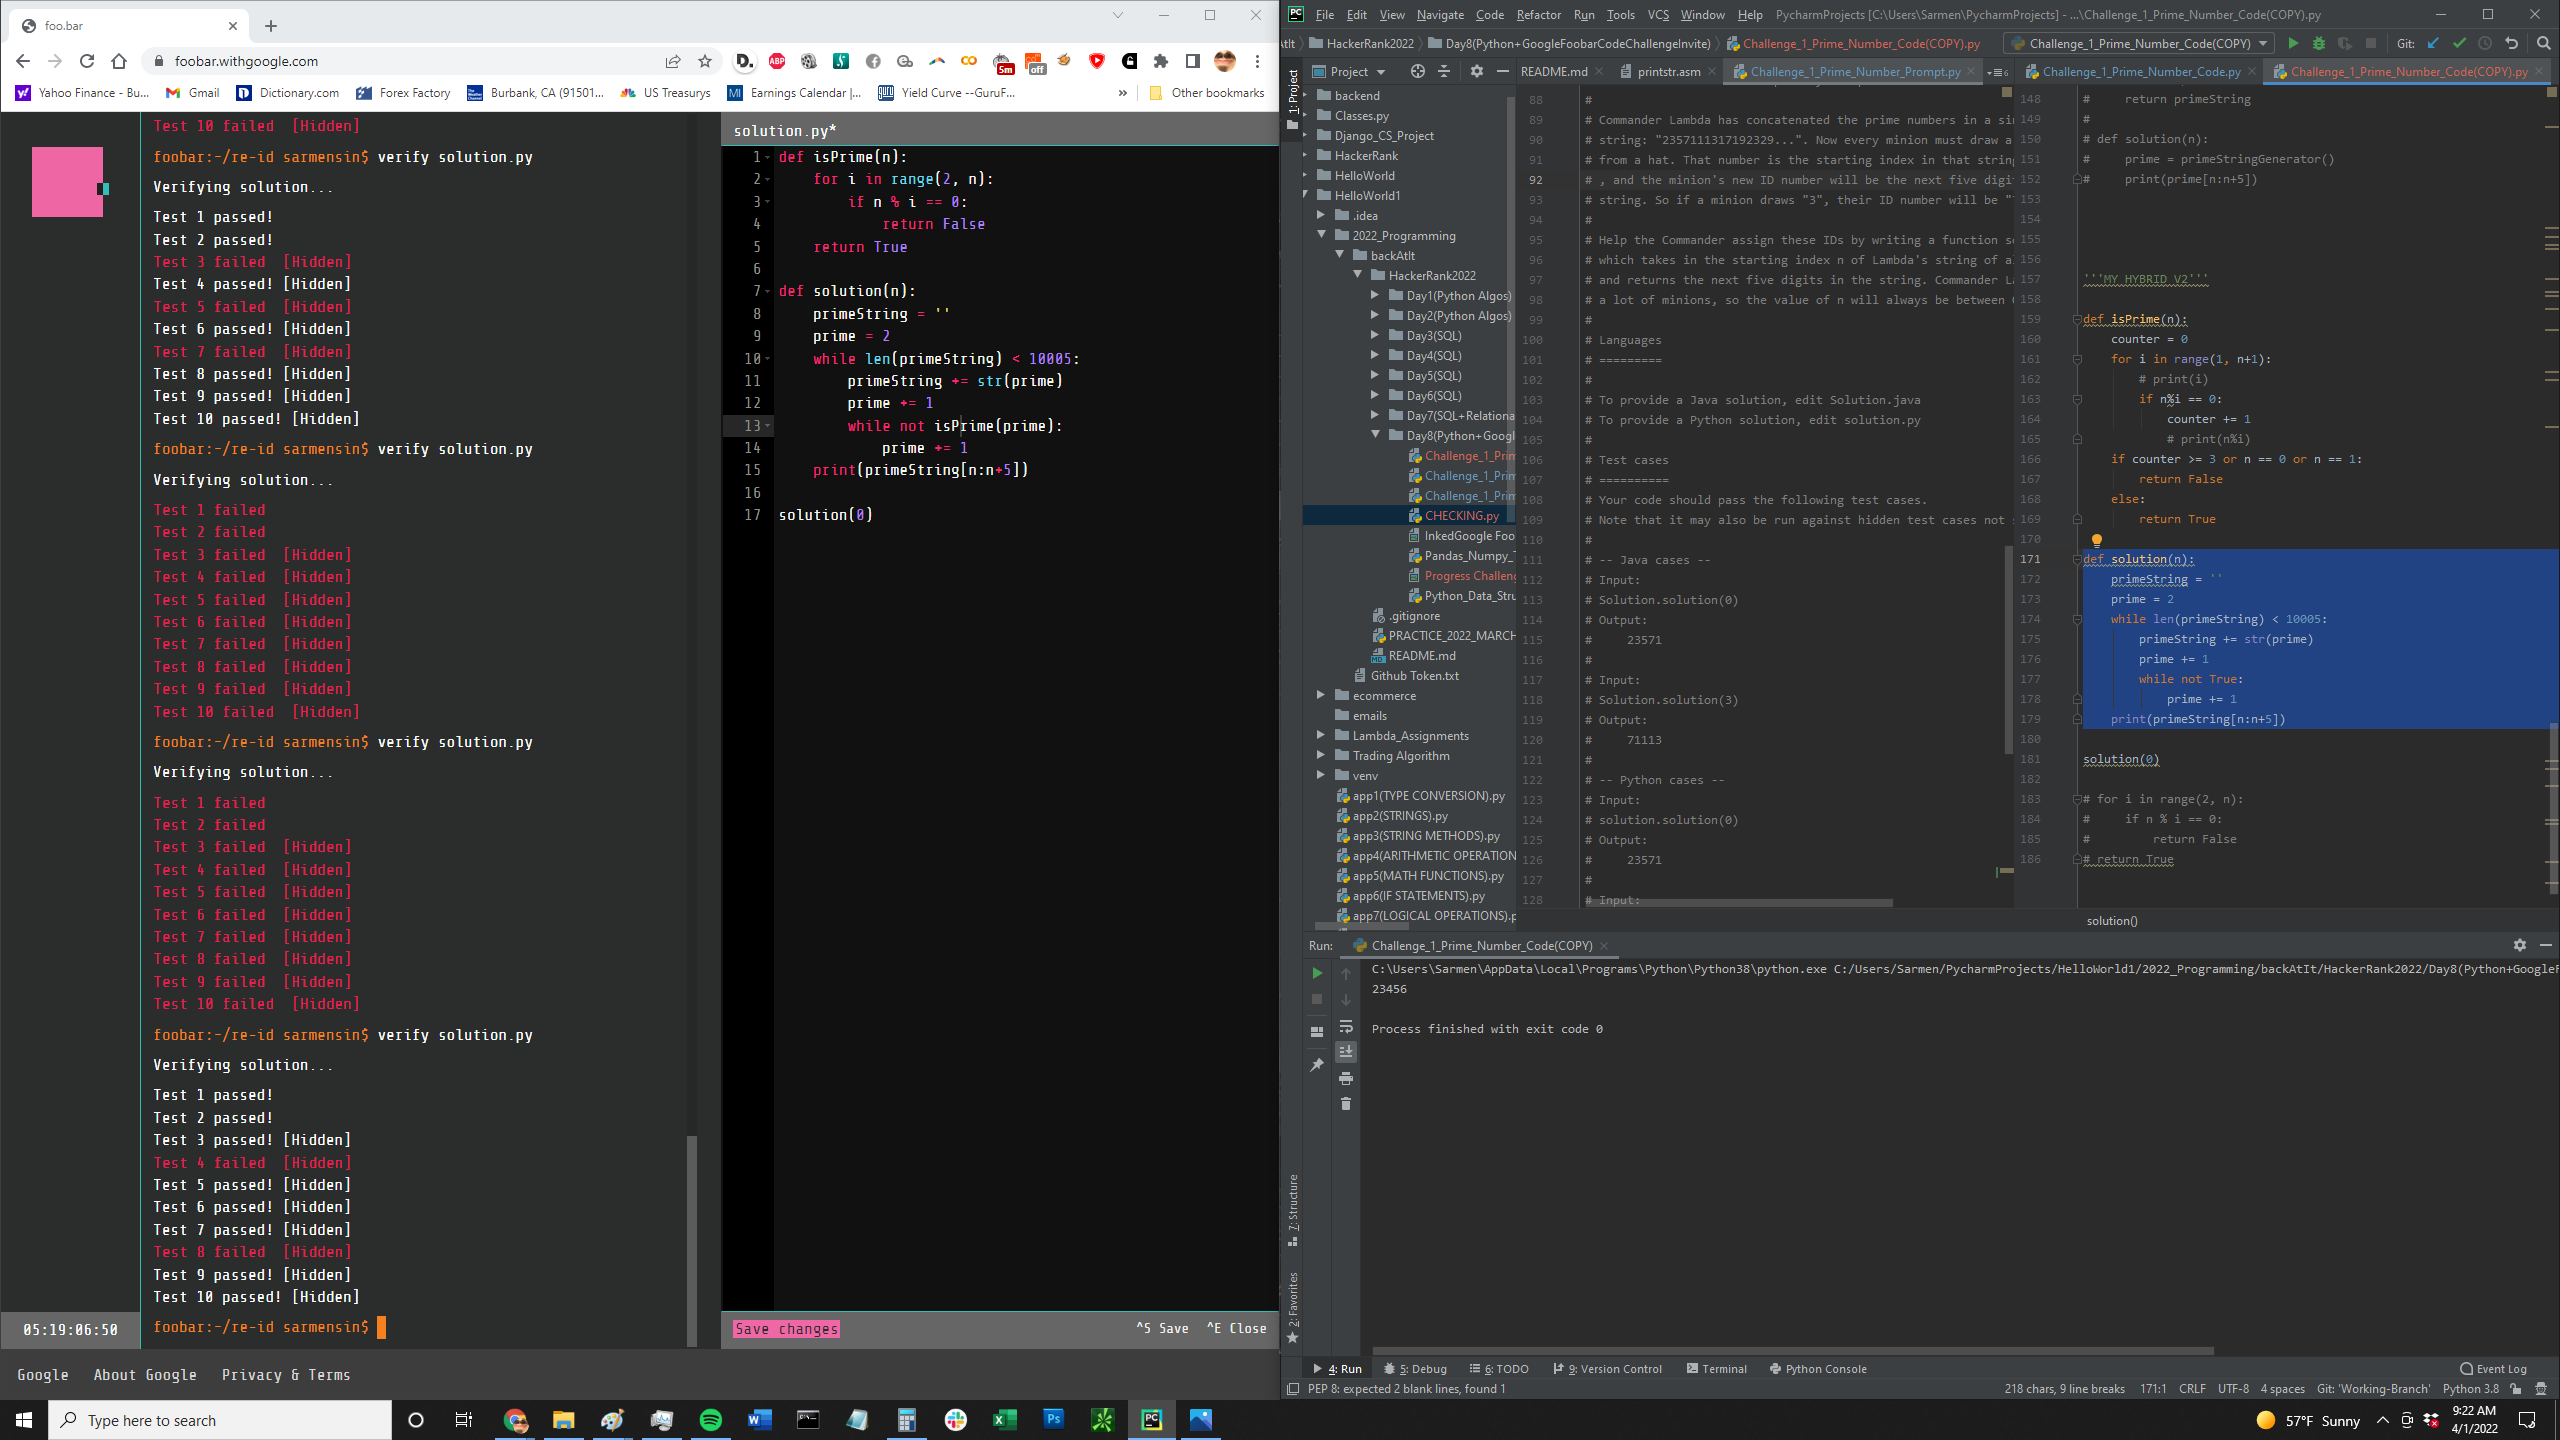 foo.bar
foobar.withgoogle.com
5m
off
Yahoo Finance - Bu...
Gmail
Dictionary.com
Forex Factory
Burbank, CA (91501...
US Treasurys
Earnings Calendar |...
Yield Curve --GuruF...
»
Other bookmarks
Test 10 failed [Hidden]
foobar:~/re-id sarmensin$ verify solution.py
Verifying solution...
Test 1 passed!
Test 2 passed!
Test 3 failed [Hidden]
Test 4 passed! [Hidden]
Test 5 failed [Hidden]
Test 6 passed! [Hidden]
Test 7 failed [Hidden]
Test 8 passed! [Hidden]
Test 9 passed! [Hidden]
Test 10 passed! [Hidden]
foobar:~/re-id sarmensin$ verify solution.py
Verifying solution...
Test 1 failed
Test 2 failed
Test 3 failed [Hidden]
Test 4 failed [Hidden]
Test 5 failed [Hidden]
Test 6 failed [Hidden]
Test 7 failed [Hidden]
Test 8 failed [Hidden]
Test 9 failed [Hidden]
Test 10 failed [Hidden]
foobar:~/re-id sarmensin$ verify solution.py
Verifying solution...
Test 1 failed
Test 2 failed
Test 3 failed [Hidden]
Test 4 failed [Hidden]
Test 5 failed [Hidden]
Test 6 failed [Hidden]
Test 7 failed [Hidden]
Test 8 failed [Hidden]
Test 9 failed [Hidden]
Test 10 failed [Hidden]
foobar:~/re-id sarmensin$ verify solution.py
Verifying solution...
Test 1 passed!
Test 2 passed!
Test 3 passed! [Hidden]
Test 4 failed [Hidden]
Test 5 passed! [Hidden]
Test 6 passed! [Hidden]
Test 7 passed! [Hidden]
Test 8 failed [Hidden]
Test 9 passed! [Hidden]
Test 10 passed! [Hidden]
foobar:~/re-id sarmensin$
05:19:06:50
solution.py*
1 def isPrime(n):
2 for i in range(2, n):
3 if n % i == 0:
4 return False
5 return True
6
7 def solution(n):
8 primeString = ''
9 prime = 2
10 while len(primeString) < 10005:
11 primeString += str(prime)
12 prime += 1
13 while not isPrime(prime):
14 prime += 1
15 print(primeString[n:n+5])
16
17 solution(0)
Save changes
^S Save ^E Close
Google About Google Privacy & Terms
PC File Edit View Navigate Code Refactor Run Tools VCS Window Help PycharmProjects [C:\Users\Sarmen\PycharmProjects] - ...\Challenge_1_Prime_Number_Code(COPY).py
AtIt HackerRank2022 Day8(Python+GoogleFoobarCodeChallengeInvite) Challenge_1_Prime_Number_Code(COPY).py
Challenge_1_Prime_Number_Code(COPY)
Git:
1: Project
Project
backend
Classes.py
Django_CS_Project
HackerRank
HelloWorld
HelloWorld1
.idea
2022_Programming
backAtIt
HackerRank2022
Day1(Python Algos)
Day2(Python Algos)
Day3(SQL)
Day4(SQL)
Day5(SQL)
Day6(SQL)
Day7(SQL+Relationa
Day8(Python+Googl
Challenge_1_Prim
Challenge_1_Prim
Challenge_1_Prim
CHECKING.py
InkedGoogle Foo
Pandas_Numpy_
Progress Challeng
Python_Data_Stru
.gitignore
PRACTICE_2022_MARCH
README.md
Github Token.txt
ecommerce
emails
Lambda_Assignments
Trading Algorithm
venv
app1(TYPE CONVERSION).py
app2(STRINGS).py
app3(STRING METHODS).py
app4(ARITHMETIC OPERATION
app5(MATH FUNCTIONS).py
app6(IF STATEMENTS).py
app7(LOGICAL OPERATIONS).p
README.md
printstr.asm
Challenge_1_Prime_Number_Prompt.py
88 #
89 # Commander Lambda has concatenated the prime numbers in a sin
90 # string: "2357111317192329...". Now every minion must draw a
91 # from a hat. That number is the starting index in that string
92 # , and the minion's new ID number will be the next five digit
93 # string. So if a minion draws "3", their ID number will be "
94 #
95 # Help the Commander assign these IDs by writing a function so
96 # which takes in the starting index n of Lambda's string of al
97 # and returns the next five digits in the string. Commander La
98 # a lot of minions, so the value of n will always be between
99 #
100 # Languages
101 # =========
102 #
103 # To provide a Java solution, edit Solution.java
104 # To provide a Python solution, edit solution.py
105 #
106 # Test cases
107 # ==========
108 # Your code should pass the following test cases.
109 # Note that it may also be run against hidden test cases not
110 #
111 # -- Java cases --
112 # Input:
113 # Solution.solution(0)
114 # Output:
115 # 23571
116 #
117 # Input:
118 # Solution.solution(3)
119 # Output:
120 # 71113
121 #
122 # -- Python cases --
123 # Input:
124 # solution.solution(0)
125 # Output:
126 # 23571
127 #
128 # Input:
Challenge_1_Prime_Number_Code.py
Challenge_1_Prime_Number_Code(COPY).py
148 # return primeString
149 #
150 # def solution(n):
151 # prime = primeStringGenerator()
152 # print(prime[n:n+5])
153
154
155
156
157 '''MY HYBRID V2'''
158
159 def isPrime(n):
160 counter = 0
161 for i in range(1, n+1):
162 # print(i)
163 if n%i == 0:
164 counter += 1
165 # print(n%i)
166 if counter >= 3 or n == 0 or n == 1:
167 return False
168 else:
169 return True
170
171 def solution(n):
172 primeString = ''
173 prime = 2
174 while len(primeString) < 10005:
175 primeString += str(prime)
176 prime += 1
177 while not True:
178 prime += 1
179 print(primeString[n:n+5])
180
181 solution(0)
182
183 # for i in range(2, n):
184 # if n % i == 0:
185 # return False
186 # return True
solution()
Run: Challenge_1_Prime_Number_Code(COPY)
C:\Users\Sarmen\AppData\Local\Programs\Python\Python38\python.exe C:/Users/Sarmen/PycharmProjects/HelloWorld1/2022_Programming/backAtIt/HackerRank2022/Day8(Python+GoogleF
23456
Process finished with exit code 0
7: Structure
2: Favorites
4: Run 5: Debug 6: TODO 9: Version Control Terminal Python Console
Event Log
PEP 8: expected 2 blank lines, found 1
218 chars, 9 line breaks 171:1 CRLF UTF-8 4 spaces Git: 'Working-Branch' Python 3.8
Type here to search
57°F Sunny
9:22 AM
4/1/2022